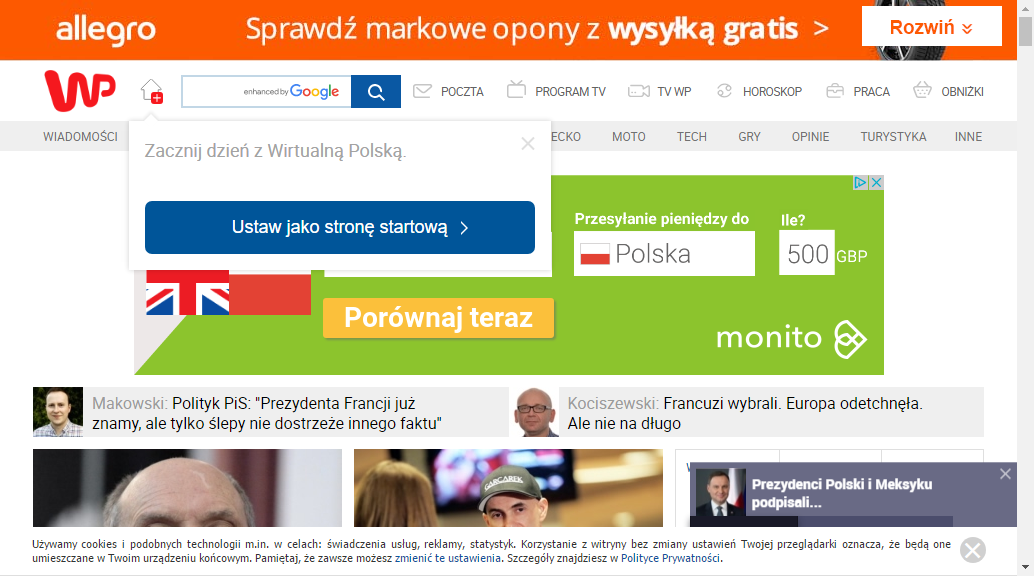 allegro
Sprawdź markowe opony z wysyłką gratis >
Rozwiń
WP
enhanced by Google
POCZTA
PROGRAM TV
TV WP
HOROSKOP
PRACA
OBNIŻKI
WIADOMOŚCI
MOTO
TECH
GRY
OPINIE
TURYSTYKA
INNE
Zacznij dzień z Wirtualną Polską.
Ustaw jako stronę startową
Przesyłanie pieniędzy do
Ile?
Polska
500 GBP
Porównaj teraz
monito
Makowski: Polityk PiS: "Prezydenta Francji już
znamy, ale tylko ślepy nie dostrzeże innego faktu"
Kociszewski: Francuzi wybrali. Europa odetchnęła.
Ale nie na długo
GARCAREK
Prezydenci Polski i Meksyku
podpisali...
Używamy cookies i podobnych technologii m.in. w celach: świadczenia usług, reklamy, statystyk. Korzystanie z witryny bez zmiany ustawień Twojej przeglądarki oznacza, że będą one
umieszczane w Twoim urządzeniu końcowym. Pamiętaj, że zawsze możesz zmienić te ustawienia. Szczegóły znajdziesz w Polityce Prywatności.